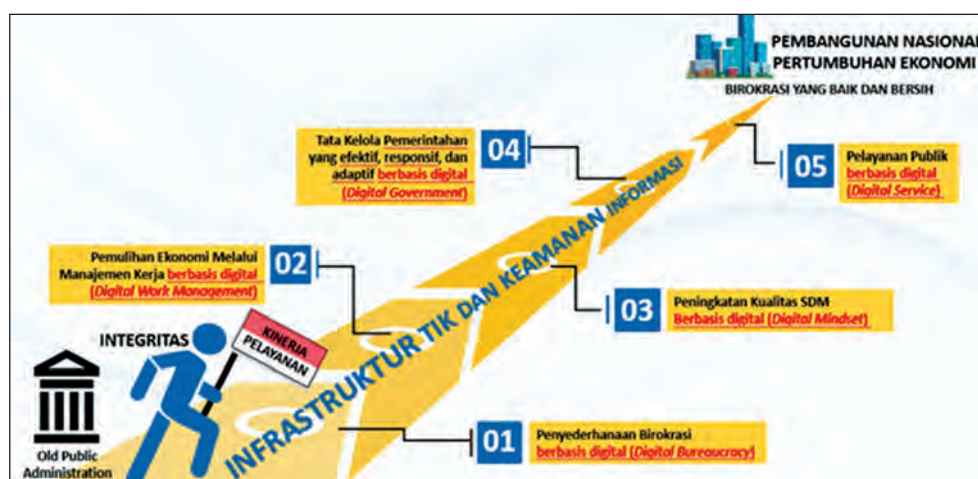 PEMBANGUNAN NASIONAL
PERTUMBUHAN EKONOMI
BIROKRASI YANG BAIK DAN BERSIH
Tata Kelola Pemerintahan
yang efektif, responsif, dan
adaptif berbasis digital
(Digital Government)
04
05
Pelayanan Publik
berbasis digital
(Digital Service)
Pemulihan Ekonomi Melalui
Manajemen Kerja berbasis digital
(Digital Work Management)
02
03
Peningkatan Kualitas SDM
Berbasis digital (Digital Mindset)
INTEGRITAS
KINERJA
PELAYANAN
INFRASTRUKTUR TIK DAN KEAMANAN INFORMASI
01
Penyederhanaan Birokrasi
berbasis digital (Digital Bureaucracy)
Old Public
Administration